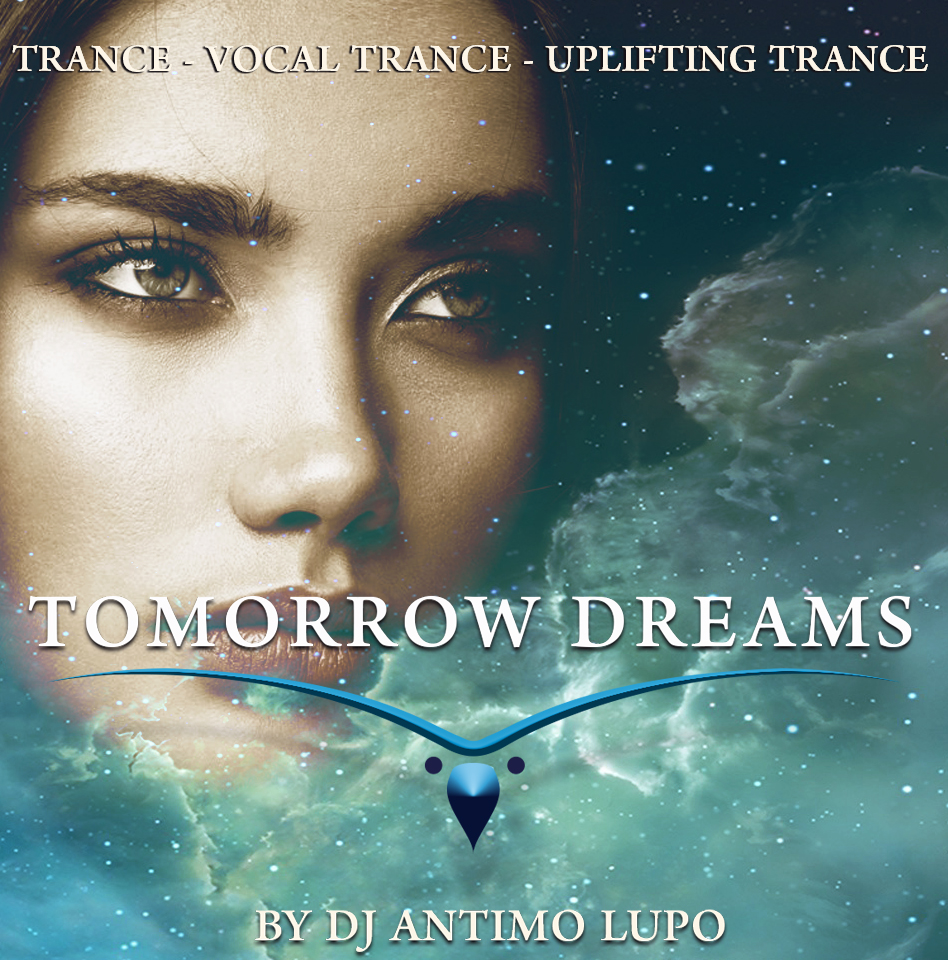 TRANCE - VOCAL TRANCE - UPLIFTING TRANCE
TOMORROW DREAMS
BY DJ ANTIMO LUPO